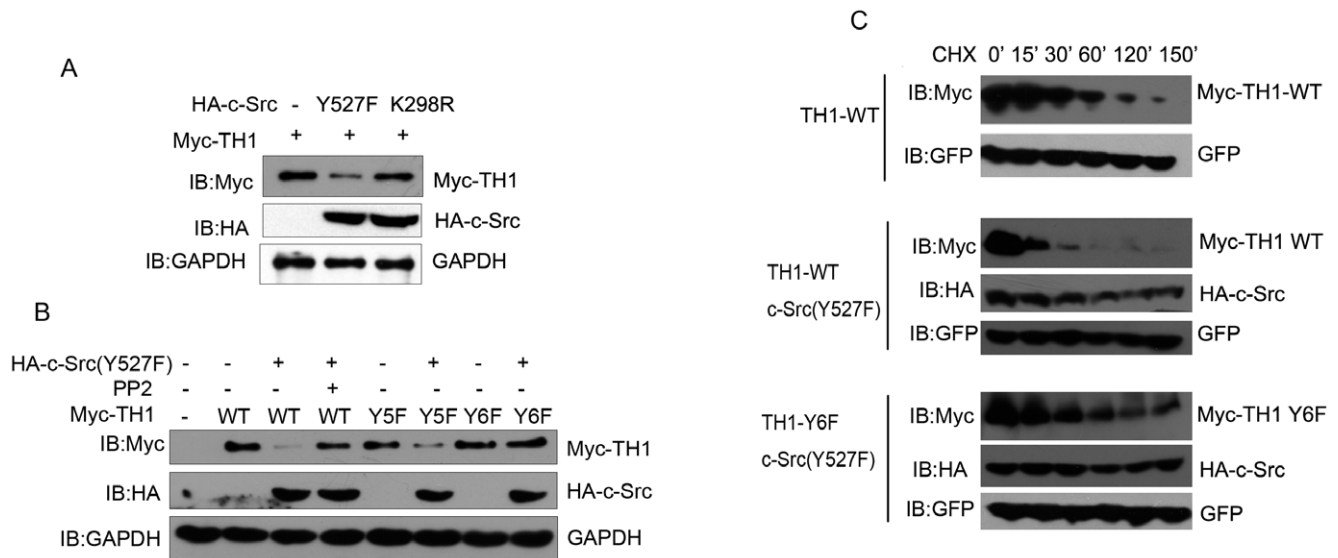 A
HA-c-Src - Y527F K298R
Myc-TH1 + + +
IB:Myc Myc-TH1
IB:HA HA-c-Src
IB:GAPDH GAPDH
B
HA-c-Src(Y527F) - - + + - + - +
PP2 - - - + - - - -
Myc-TH1 - WT WT WT Y5F Y5F Y6F Y6F
IB:Myc Myc-TH1
IB:HA HA-c-Src
IB:GAPDH GAPDH
C
CHX 0' 15' 30' 60' 120' 150'
TH1-WT
IB:Myc Myc-TH1-WT
IB:GFP GFP
TH1-WT
c-Src(Y527F)
IB:Myc Myc-TH1 WT
IB:HA HA-c-Src
IB:GFP GFP
TH1-Y6F
c-Src(Y527F)
IB:Myc Myc-TH1 Y6F
IB:HA HA-c-Src
IB:GFP GFP